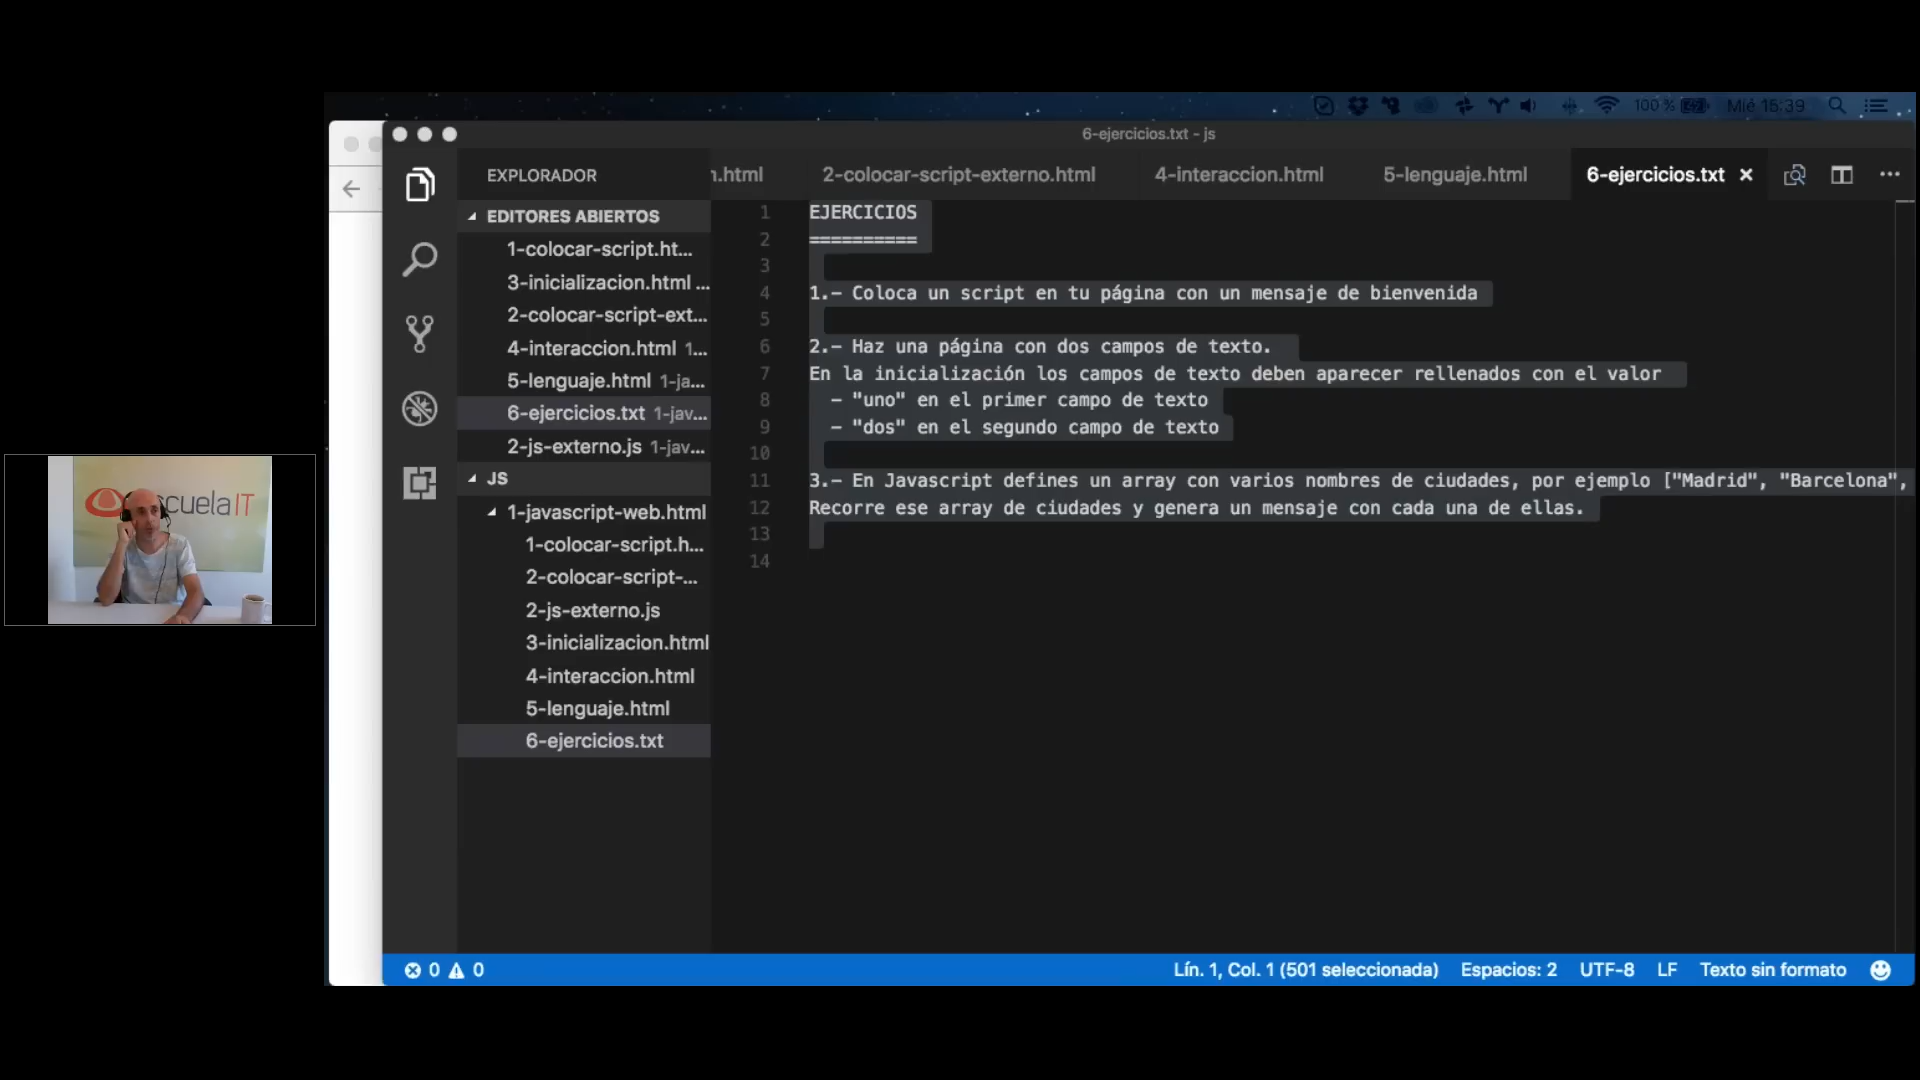 100 %
Mié 15:39
6-ejercicios.txt - js
EXPLORADOR
.html
2-colocar-script-externo.html
4-interaccion.html
5-lenguaje.html
6-ejercicios.txt
EDITORES ABIERTOS
1-colocar-script.ht...
3-inicializacion.html ...
2-colocar-script-ext...
4-interaccion.html 1...
5-lenguaje.html 1-ja...
6-ejercicios.txt 1-jav...
2-js-externo.js 1-jav...
JS
1-javascript-web.html
1-colocar-script.h...
2-colocar-script-...
2-js-externo.js
3-inicializacion.html
4-interaccion.html
5-lenguaje.html
6-ejercicios.txt
1 EJERCICIOS
2 ==========
3
4 1.- Coloca un script en tu página con un mensaje de bienvenida
5
6 2.- Haz una página con dos campos de texto.
7 En la inicialización los campos de texto deben aparecer rellenados con el valor
8 - "uno" en el primer campo de texto
9 - "dos" en el segundo campo de texto
10
11 3.- En Javascript defines un array con varios nombres de ciudades, por ejemplo ["Madrid", "Barcelona",
12 Recorre ese array de ciudades y genera un mensaje con cada una de ellas.
13
14
cuelaIT
0 0
Lín. 1, Col. 1 (501 seleccionada)
Espacios: 2
UTF-8
LF
Texto sin formato